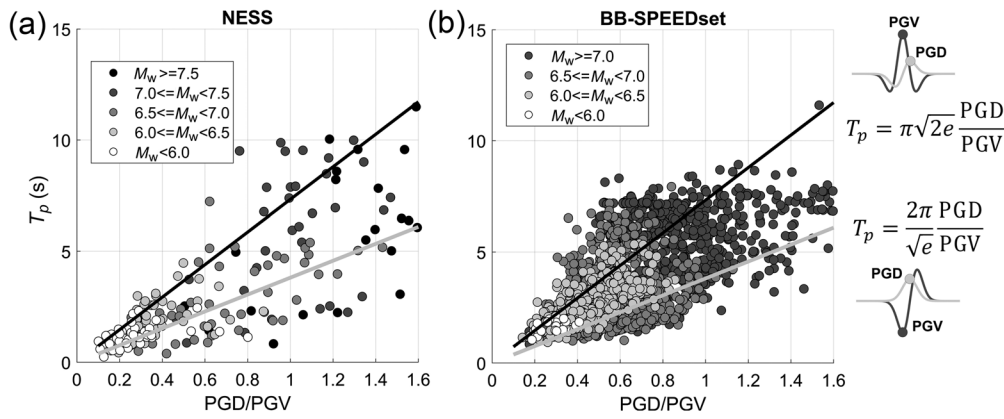 (a)
NESS
M_w >=7.5
7.0<=M_w<7.5
6.5<=M_w<7.0
6.0<=M_w<6.5
M_w<6.0
T_p (s)
15
10
5
0
0 0.2 0.4 0.6 0.8 1 1.2 1.4 1.6
PGD/PGV
(b)
BB-SPEEDset
M_w>=7.0
6.5<=M_w<7.0
6.0<=M_w<6.5
M_w<6.0
15
10
5
0
0.2 0.4 0.6 0.8 1 1.2 1.4 1.6
PGD/PGV
PGV
PGD
T_p = π√2e PGD/PGV
T_p = 2π/√e PGD/PGV
PGD
PGV